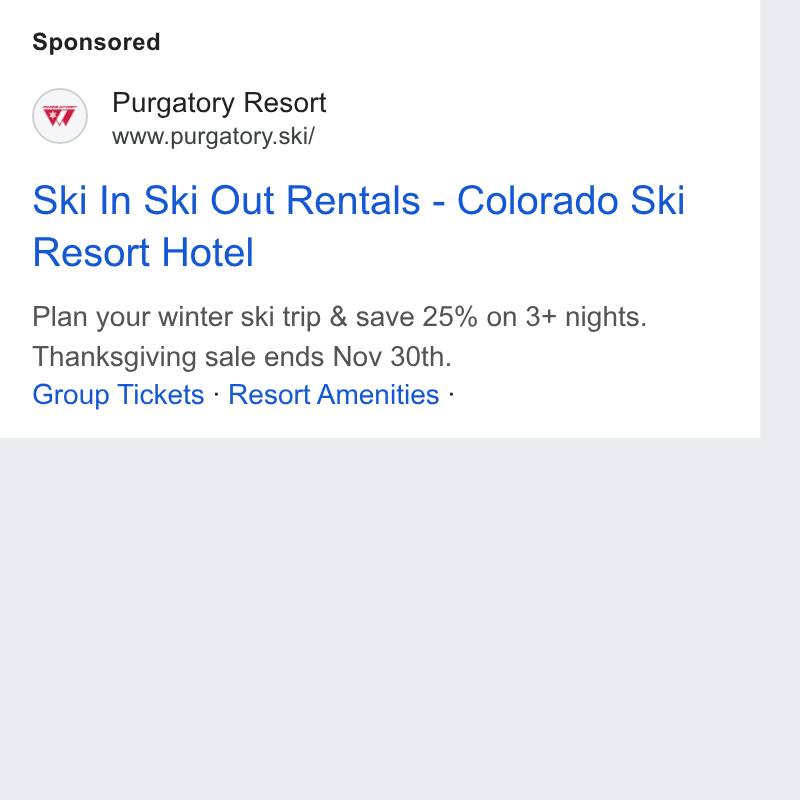 Sponsored
Purgatory Resort
www.purgatory.ski/
Ski In Ski Out Rentals - Colorado Ski
Resort Hotel
Plan your winter ski trip & save 25% on 3+ nights.
Thanksgiving sale ends Nov 30th.
Group Tickets · Resort Amenities ·